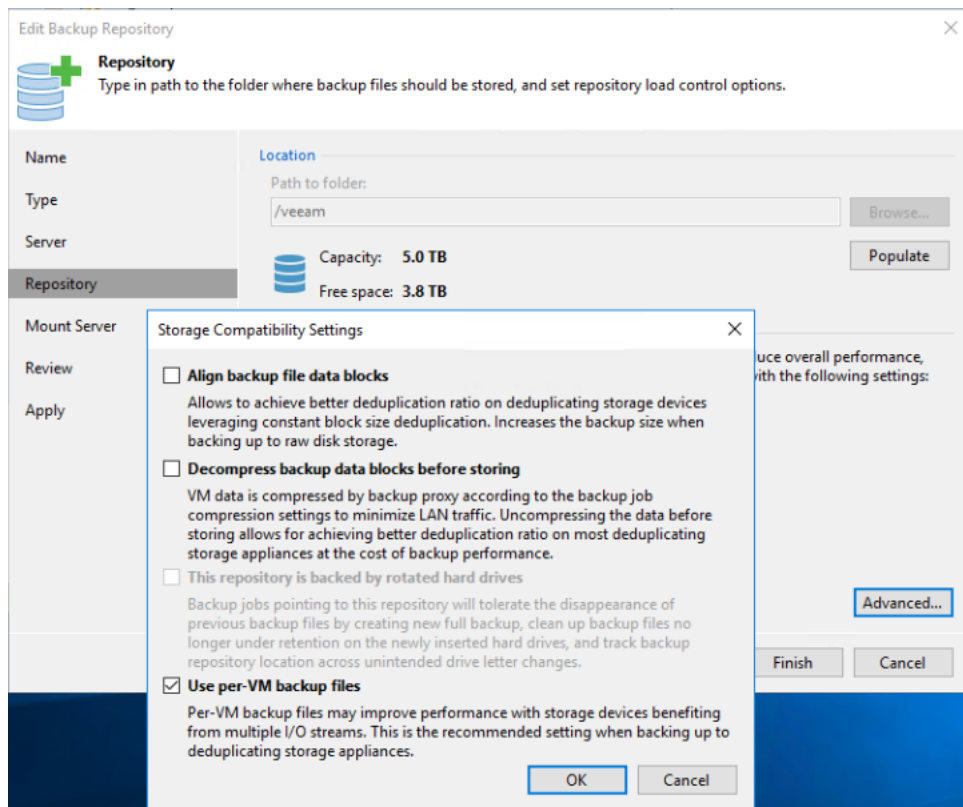 Edit Backup Repository
Repository
Type in path to the folder where backup files should be stored, and set repository load control options.
Name
Type
Server
Repository
Mount Server
Review
Apply
Location
Path to folder:
/veeam
Browse...
Capacity: 5.0 TB
Populate
Free space: 3.8 TB
overall performance,
with the following settings:
Advanced...
Finish
Cancel
Storage Compatibility Settings
Align backup file data blocks
Allows to achieve better deduplication ratio on deduplicating storage devices
leveraging constant block size deduplication. Increases the backup size when
backing up to raw disk storage.
Decompress backup data blocks before storing
VM data is compressed by backup proxy according to the backup job
compression settings to minimize LAN traffic. Uncompressing the data before
storing allows for achieving better deduplication ratio on most deduplicating
storage appliances at the cost of backup performance.
This repository is backed by rotated hard drives
Backup jobs pointing to this repository will tolerate the disappearance of
previous backup files by creating new full backup, clean up backup files no
longer under retention on the newly inserted hard drives, and track backup
repository location across unintended drive letter changes.
Use per-VM backup files
Per-VM backup files may improve performance with storage devices benefiting
from multiple I/O streams. This is the recommended setting when backing up to
deduplicating storage appliances.
OK
Cancel